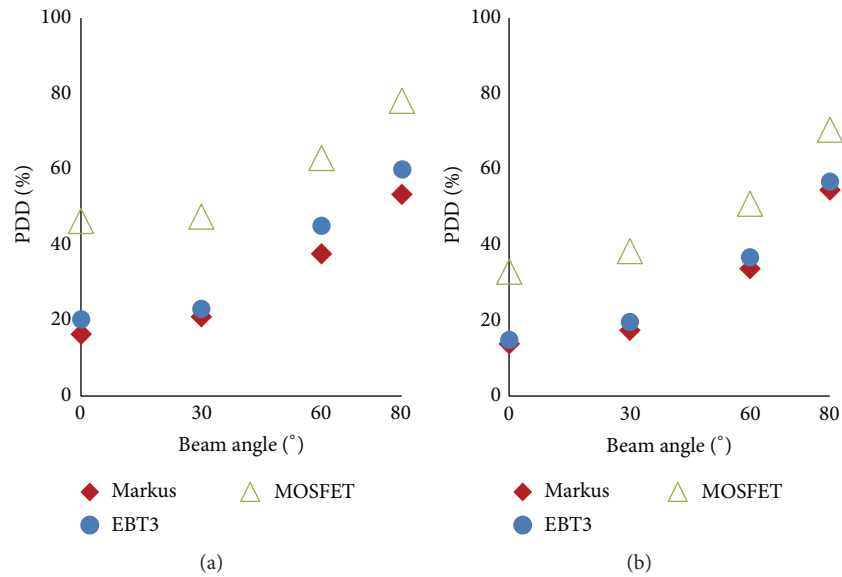 100
80
60
40
20
0
PDD (%)
0 30 60 80
Beam angle (°)
Markus
MOSFET
EBT3
(a)
100
80
60
40
20
0
PDD (%)
0 30 60 80
Beam angle (°)
Markus
MOSFET
EBT3
(b)